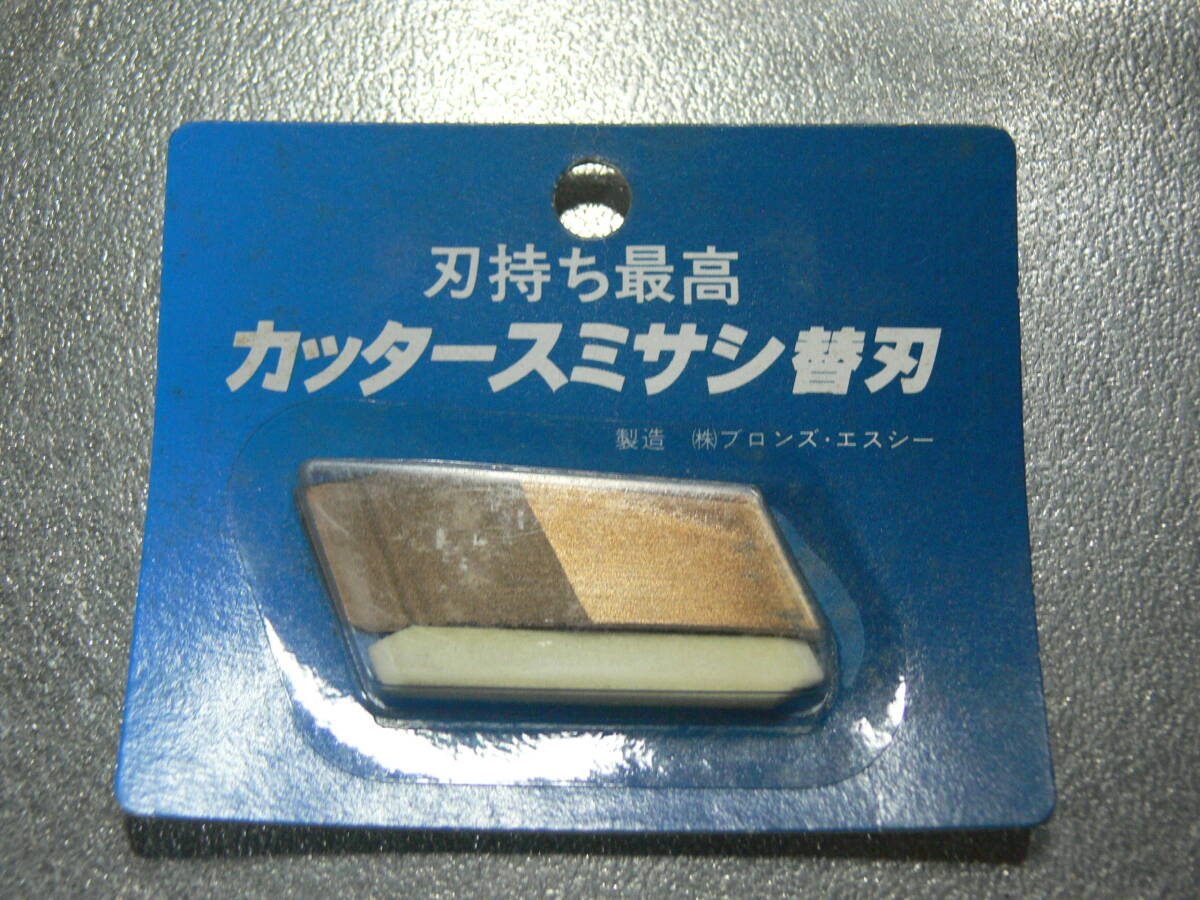 刃持ち最高
カッタースミサシ替刃
製造 ㈱ブロンズ・エスシー